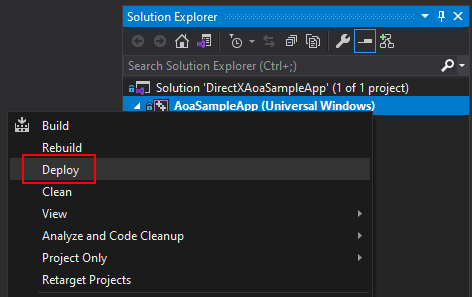 Solution Explorer
Search Solution Explorer (Ctrl+;)
Solution 'DirectXAoaSampleApp' (1 of 1 project)
AoaSampleApp (Universal Windows)
Build
Rebuild
Deploy
Clean
View
Analyze and Code Cleanup
Project Only
Retarget Projects